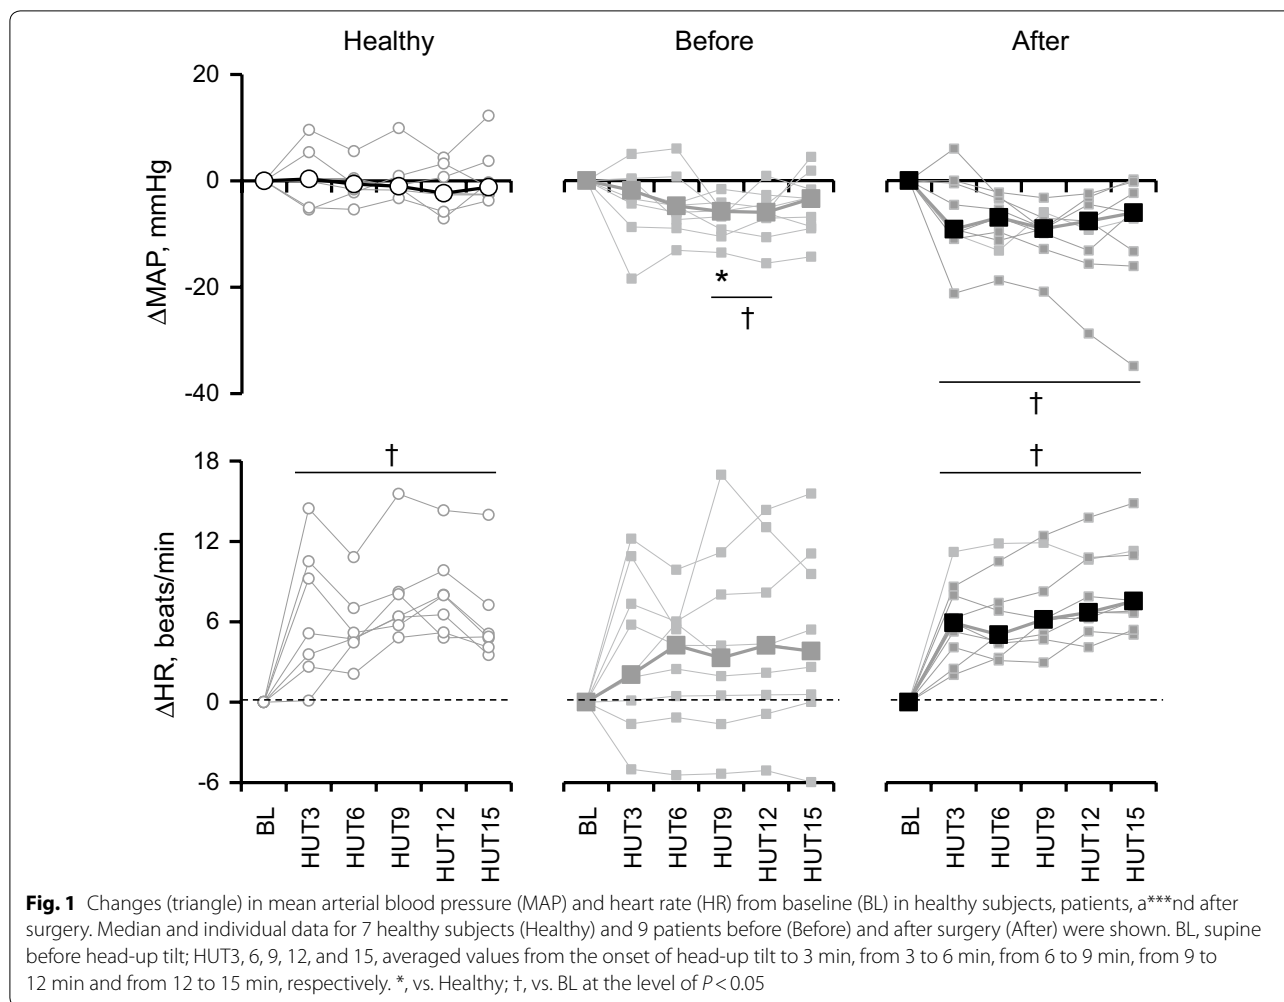 Healthy Before After
20
0
-20
-40
ΔMAP, mmHg
*
†
†
18
12
6
0
-6
ΔHR, beats/min
† †
BL HUT3 HUT6 HUT9 HUT12 HUT15 BL HUT3 HUT6 HUT9 HUT12 HUT15 BL HUT3 HUT6 HUT9 HUT12 HUT15
Fig. 1 Changes (triangle) in mean arterial blood pressure (MAP) and heart rate (HR) from baseline (BL) in healthy subjects, patients, a***nd after
surgery. Median and individual data for 7 healthy subjects (Healthy) and 9 patients before (Before) and after surgery (After) were shown. BL, supine
before head-up tilt; HUT3, 6, 9, 12, and 15, averaged values from the onset of head-up tilt to 3 min, from 3 to 6 min, from 6 to 9 min, from 9 to
12 min and from 12 to 15 min, respectively. *, vs. Healthy; †, vs. BL at the level of P < 0.05